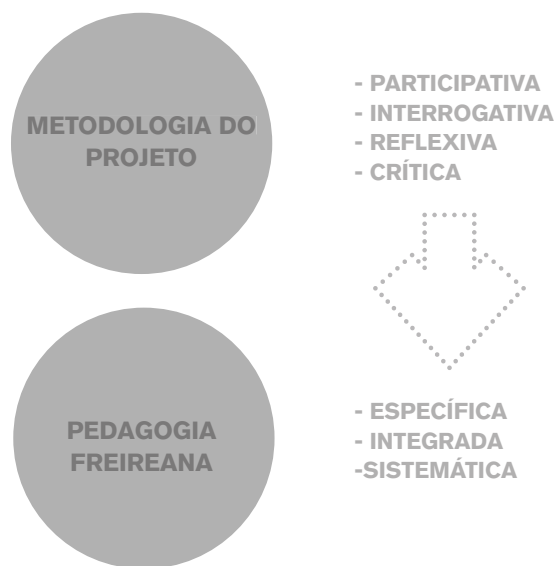 METODOLOGIA DO
PROJETO
- PARTICIPATIVA
- INTERROGATIVA
- REFLEXIVA
- CRÍTICA
PEDAGOGIA
FREIREANA
- ESPECÍFICA
- INTEGRADA
-SISTEMÁTICA